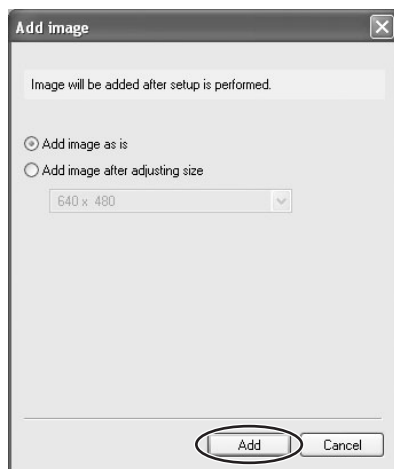 Add image
Image will be added after setup is performed.
Add image as is
Add image after adjusting size
640 x 480
Add Cancel